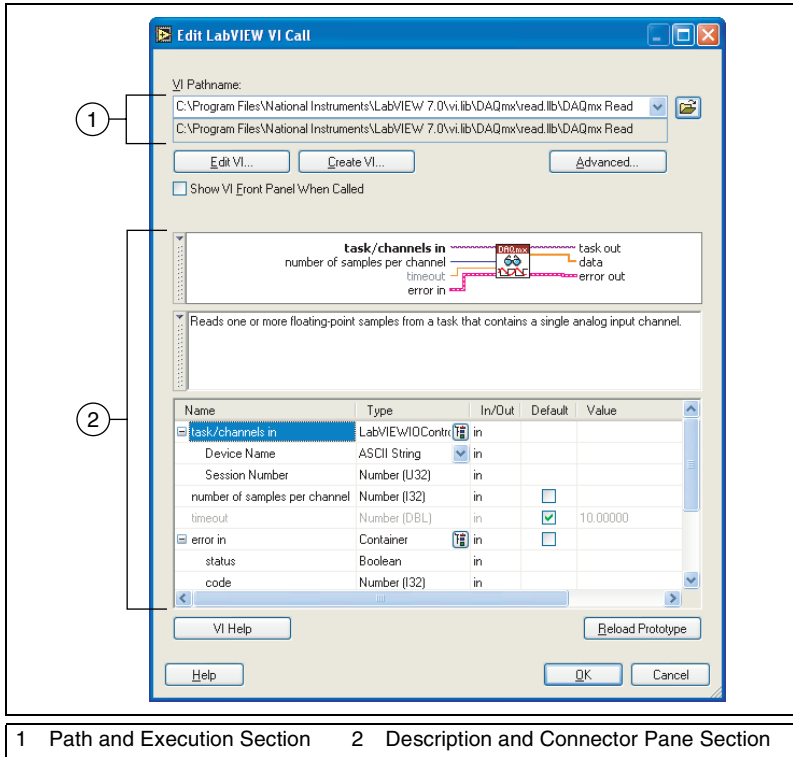 Edit LabVIEW VI Call
VI Pathname:
1
C:\Program Files\National Instruments\LabVIEW 7.0\vi.lib\DAQmx\read.llb\DAQmx Read
C:\Program Files\National Instruments\LabVIEW 7.0\vi.lib\DAQmx\read.llb\DAQmx Read
Edit VI... Create VI... Advanced...
Show VI Front Panel When Called
task/channels in DAQmx task out
number of samples per channel data
timeout error out
error in
Reads one or more floating-point samples from a task that contains a single analog input channel.
2
Name Type In/Out Default Value
task/channels in LabVIEWIOContr in
Device Name ASCII String in
Session Number Number (U32) in
number of samples per channel Number (I32) in
timeout Number (DBL) in 10.00000
error in Container in
status Boolean in
code Number (I32) in
VI Help Reload Prototype
Help OK Cancel
1 Path and Execution Section 2 Description and Connector Pane Section